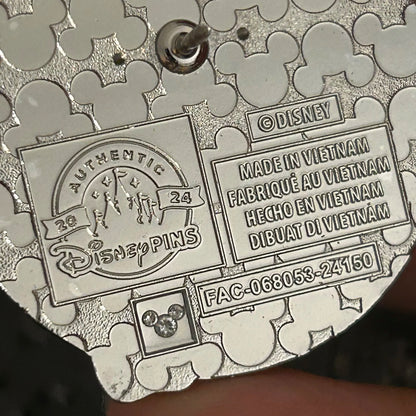 ©DISNEY
AUTHENTIC
20 24
DISNEYPINS
MADE IN VIETNAM
FABRIQUÉ AU VIETNAM
HECHO EN VIETNAM
DIBUAT DI VIETNAM
FAC-068053-24150